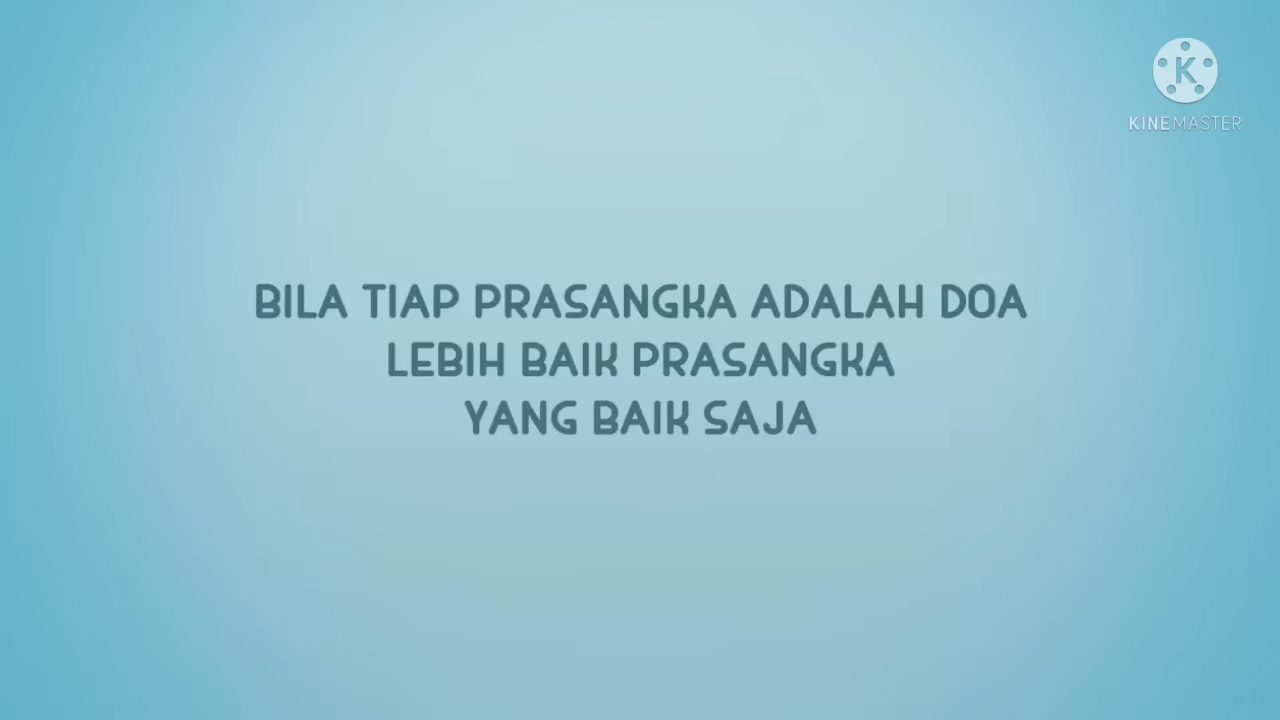 K
KINEMASTER
BILA TIAP PRASANGKA ADALAH DOA
LEBIH BAIK PRASANGKA
YANG BAIK SAJA